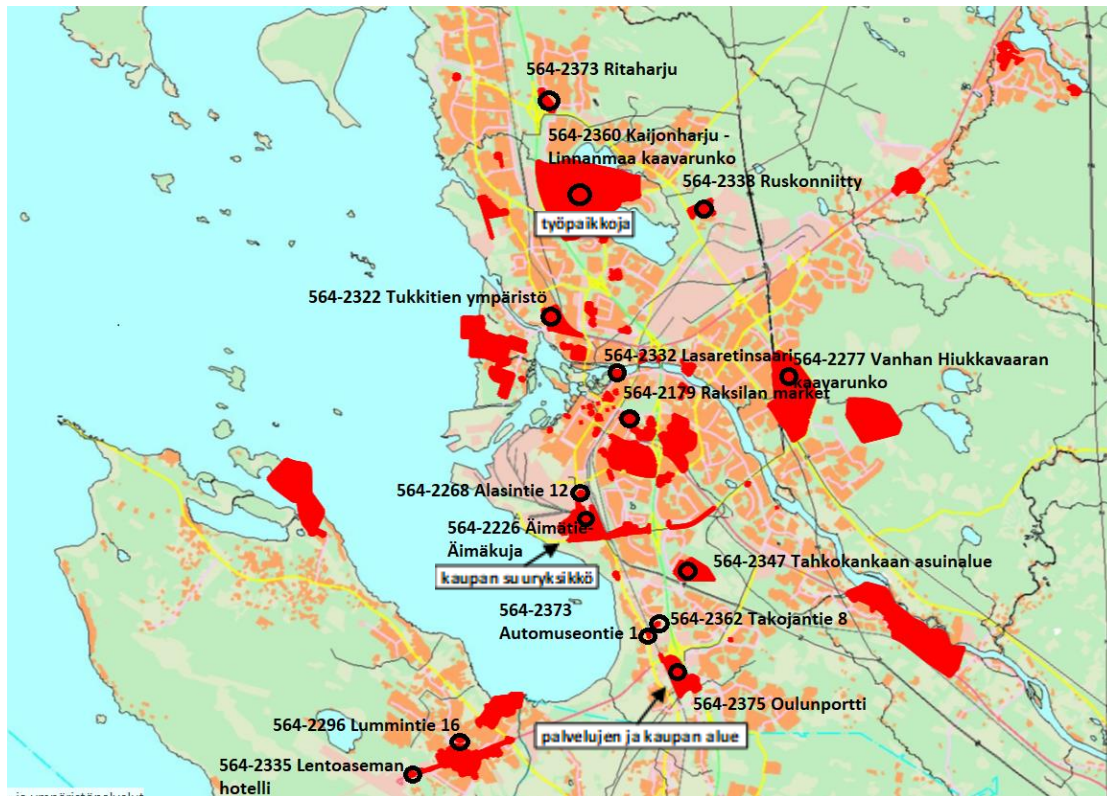 564-2373 Ritaharju
564-2360 Kaijonharju -
Linnanmaa kaavarunko
564-2338 Ruskonniitty
työpaikkoja
564-2322 Tukkitien ympäristö
564-2332 Lasaretinsaari
564-2277 Vanhan Hiukkavaaran
kaavarunko
564-2179 Raksilan market
564-2268 Alasintie 12
564-2226 Äimätie-
Äimäkuja
kaupan suuryksikkö
564-2347 Tahkokankaan asuinalue
564-2373
Automuseontie 1
564-2362 Takojantie 8
564-2375 Oulunportti
palvelujen ja kaupan alue
564-2296 Lummintie 16
564-2335 Lentoaseman
hotelli
ja ympäristöpalvelut